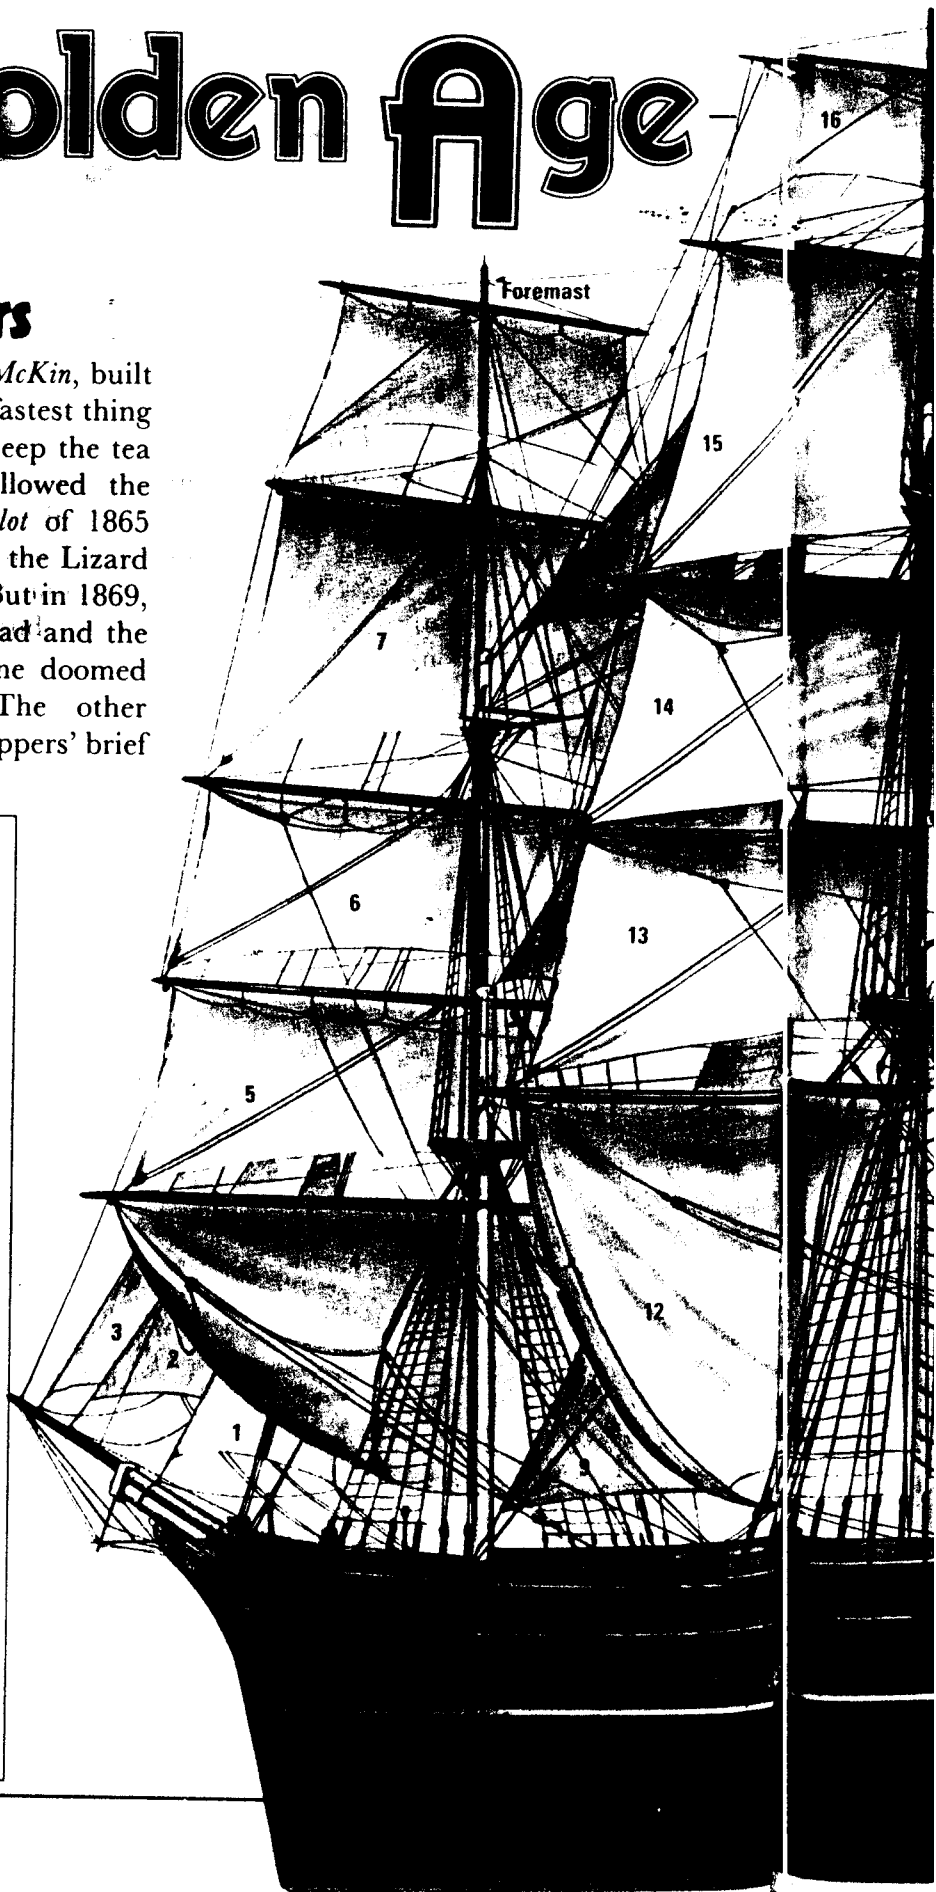 olden Age –
rs
McKin, built
fastest thing
eep the tea
llowed the
lot of 1865
the Lizard
But in 1869,
ad and the
ne doomed
The other
ppers' brief
Foremast
16
15
7
14
6
13
5
12
3
2
1
9